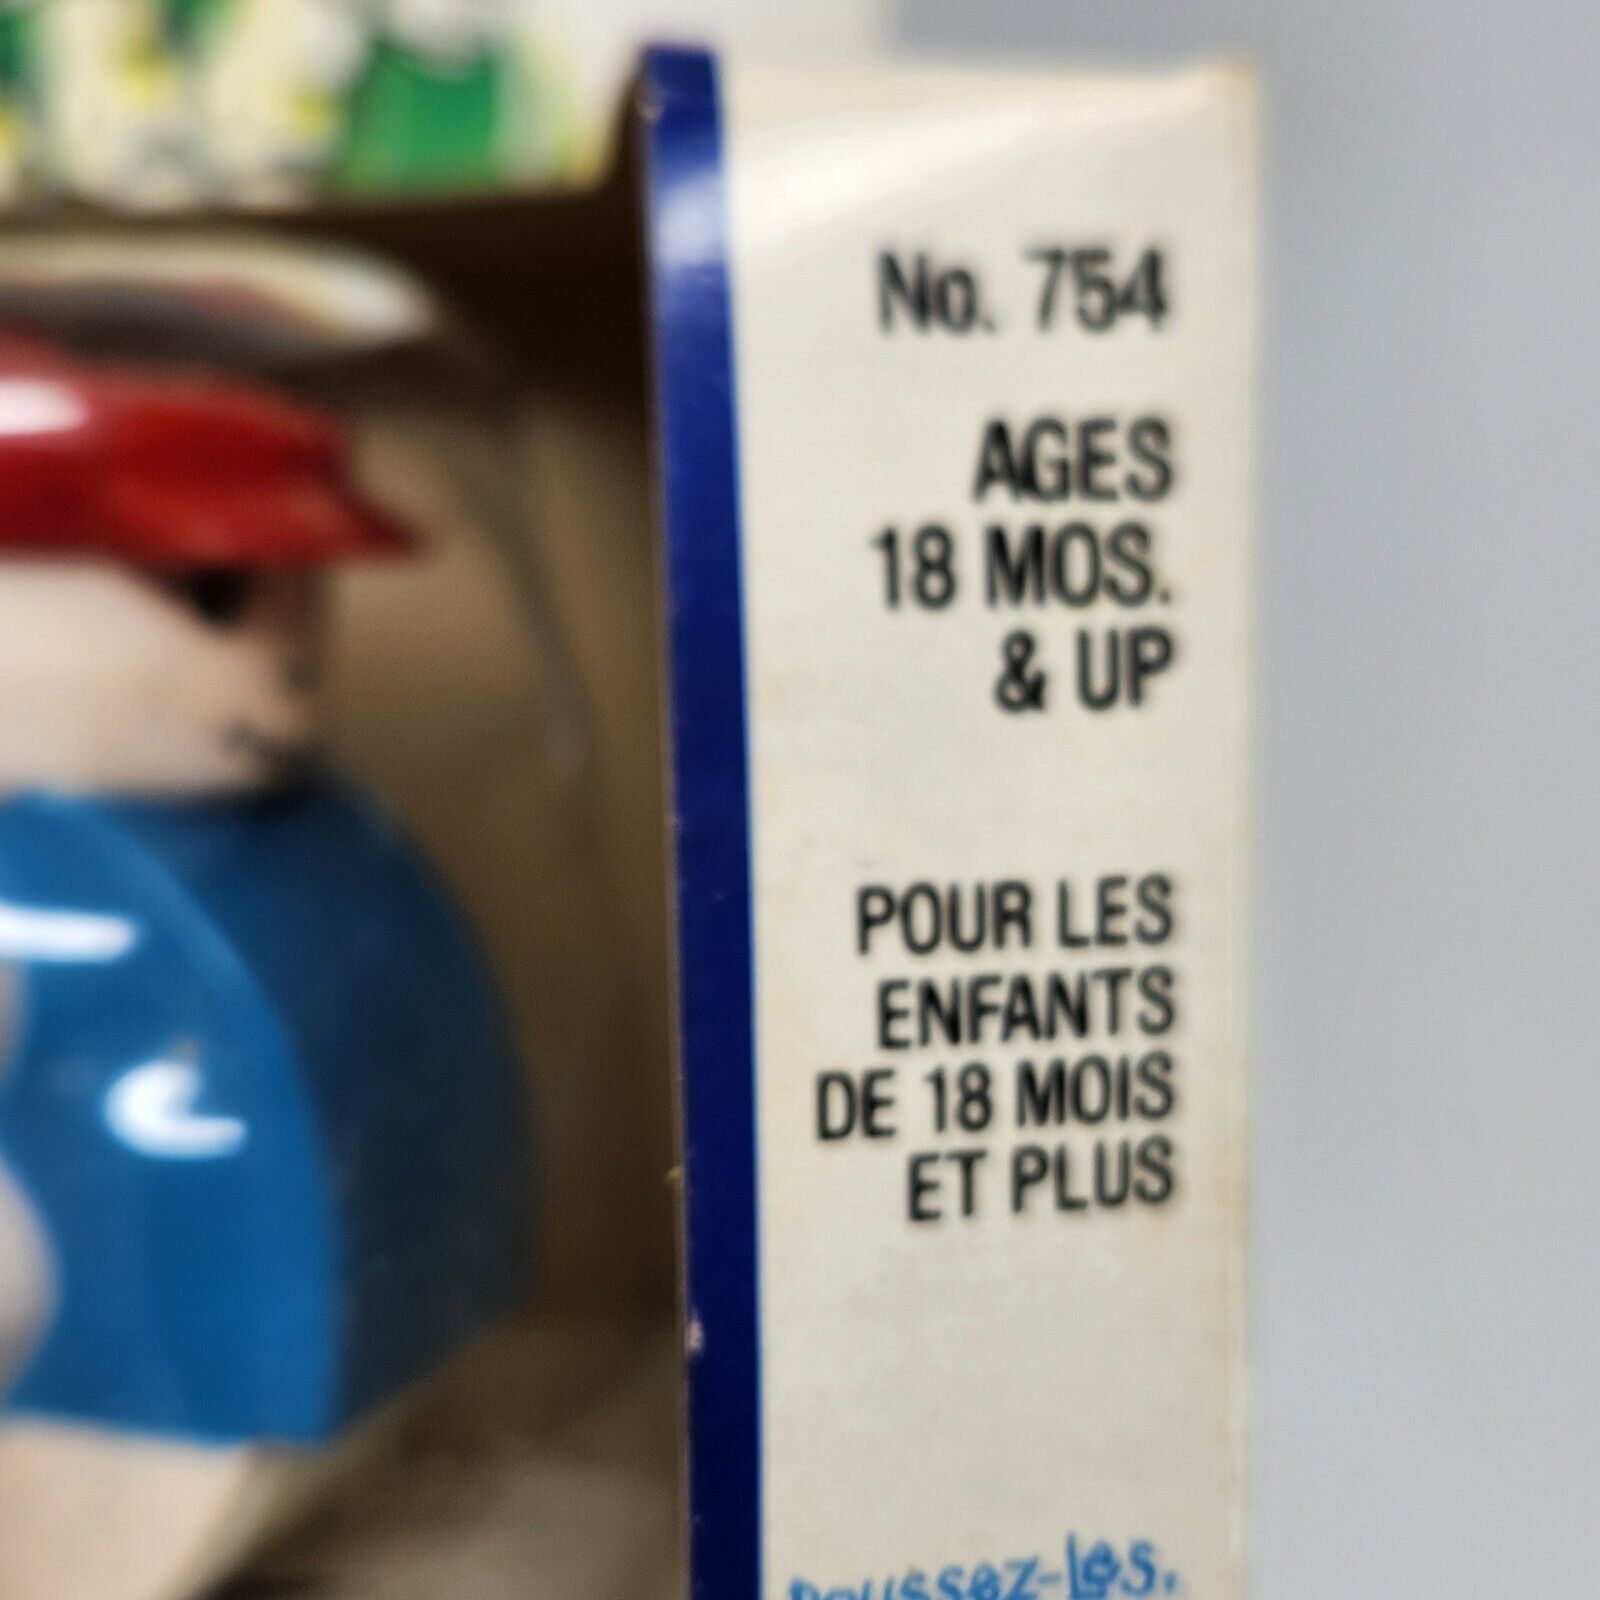 No. 754
AGES
18 MOS.
& UP
POUR LES
ENFANTS
DE 18 MOIS
ET PLUS
Poussez-les,